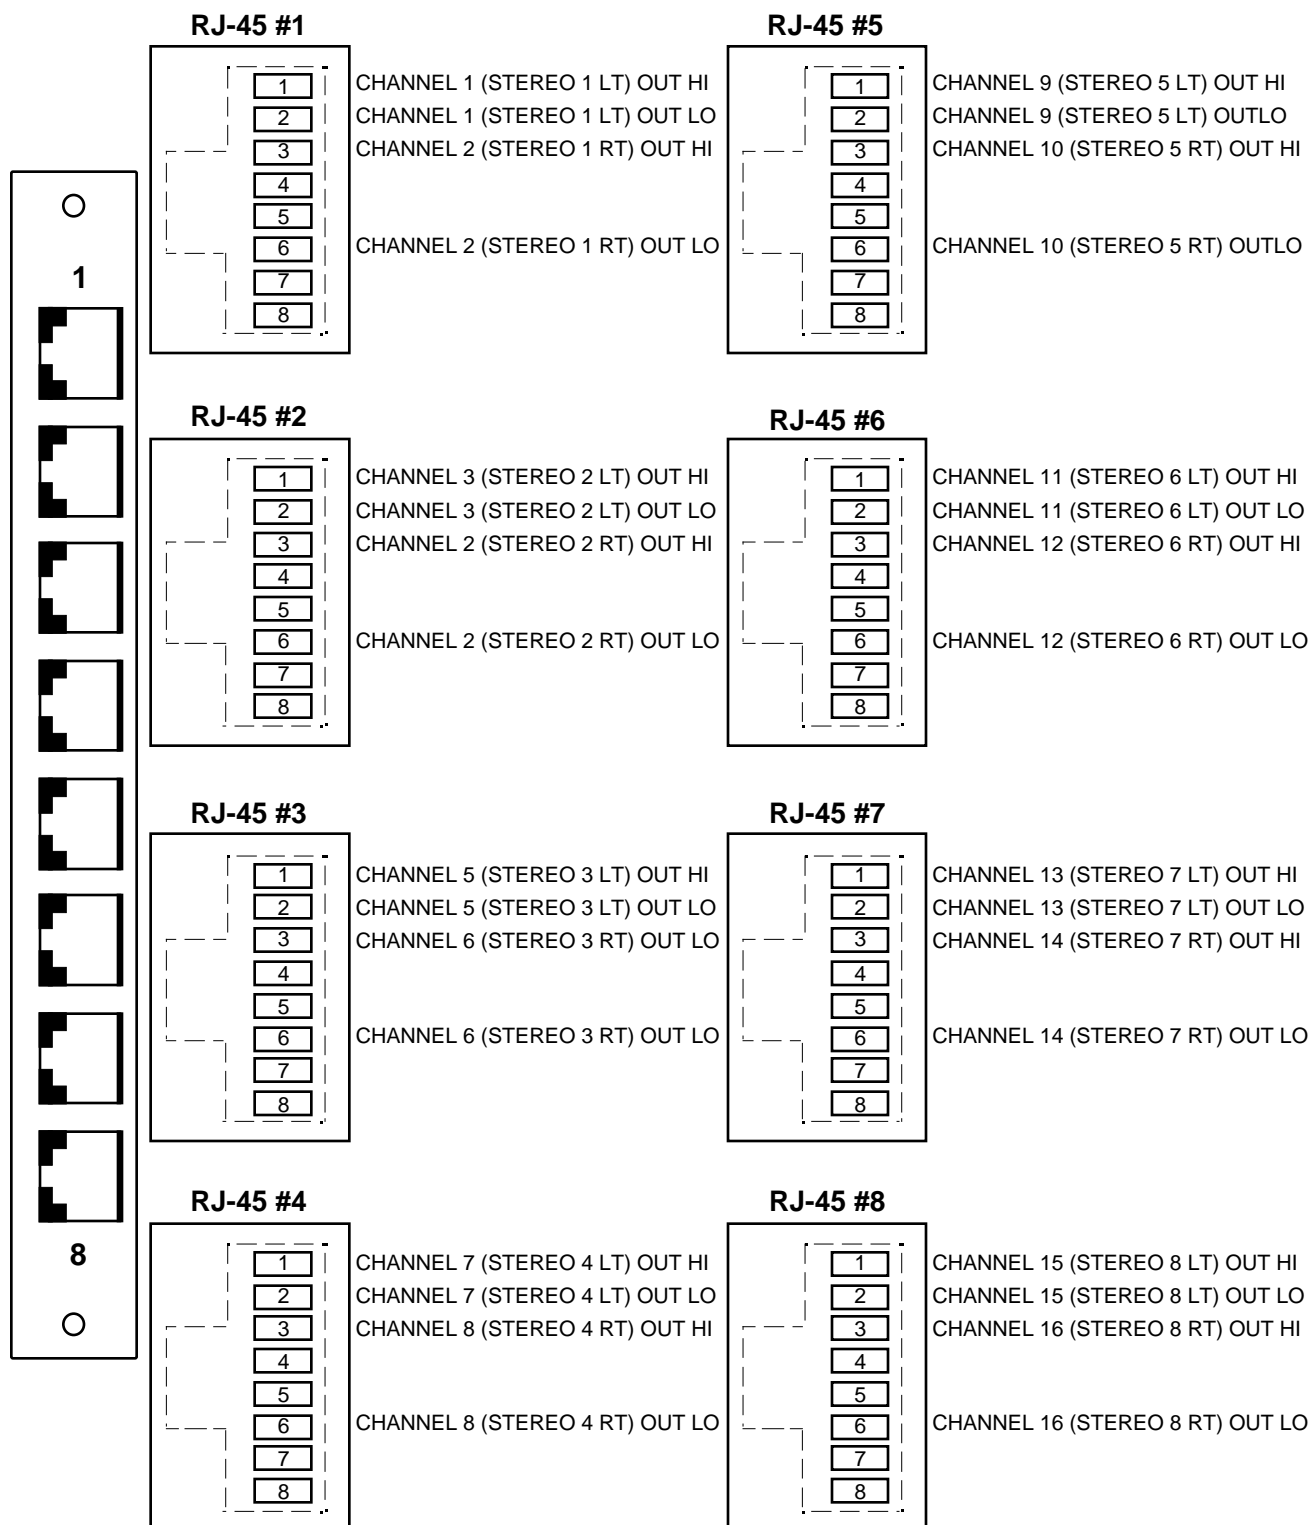 1
8
RJ-45 #1
1 CHANNEL 1 (STEREO 1 LT) OUT HI
2 CHANNEL 1 (STEREO 1 LT) OUT LO
3 CHANNEL 2 (STEREO 1 RT) OUT HI
4
5
6 CHANNEL 2 (STEREO 1 RT) OUT LO
7
8
RJ-45 #2
1 CHANNEL 3 (STEREO 2 LT) OUT HI
2 CHANNEL 3 (STEREO 2 LT) OUT LO
3 CHANNEL 2 (STEREO 2 RT) OUT HI
4
5
6 CHANNEL 2 (STEREO 2 RT) OUT LO
7
8
RJ-45 #3
1 CHANNEL 5 (STEREO 3 LT) OUT HI
2 CHANNEL 5 (STEREO 3 LT) OUT LO
3 CHANNEL 6 (STEREO 3 RT) OUT LO
4
5
6 CHANNEL 6 (STEREO 3 RT) OUT LO
7
8
RJ-45 #4
1 CHANNEL 7 (STEREO 4 LT) OUT HI
2 CHANNEL 7 (STEREO 4 LT) OUT LO
3 CHANNEL 8 (STEREO 4 RT) OUT HI
4
5
6 CHANNEL 8 (STEREO 4 RT) OUT LO
7
8
RJ-45 #5
1 CHANNEL 9 (STEREO 5 LT) OUT HI
2 CHANNEL 9 (STEREO 5 LT) OUTLO
3 CHANNEL 10 (STEREO 5 RT) OUT HI
4
5
6 CHANNEL 10 (STEREO 5 RT) OUTLO
7
8
RJ-45 #6
1 CHANNEL 11 (STEREO 6 LT) OUT HI
2 CHANNEL 11 (STEREO 6 LT) OUT LO
3 CHANNEL 12 (STEREO 6 RT) OUT HI
4
5
6 CHANNEL 12 (STEREO 6 RT) OUT LO
7
8
RJ-45 #7
1 CHANNEL 13 (STEREO 7 LT) OUT HI
2 CHANNEL 13 (STEREO 7 LT) OUT LO
3 CHANNEL 14 (STEREO 7 RT) OUT HI
4
5
6 CHANNEL 14 (STEREO 7 RT) OUT LO
7
8
RJ-45 #8
1 CHANNEL 15 (STEREO 8 LT) OUT HI
2 CHANNEL 15 (STEREO 8 LT) OUT LO
3 CHANNEL 16 (STEREO 8 RT) OUT HI
4
5
6 CHANNEL 16 (STEREO 8 RT) OUT LO
7
8